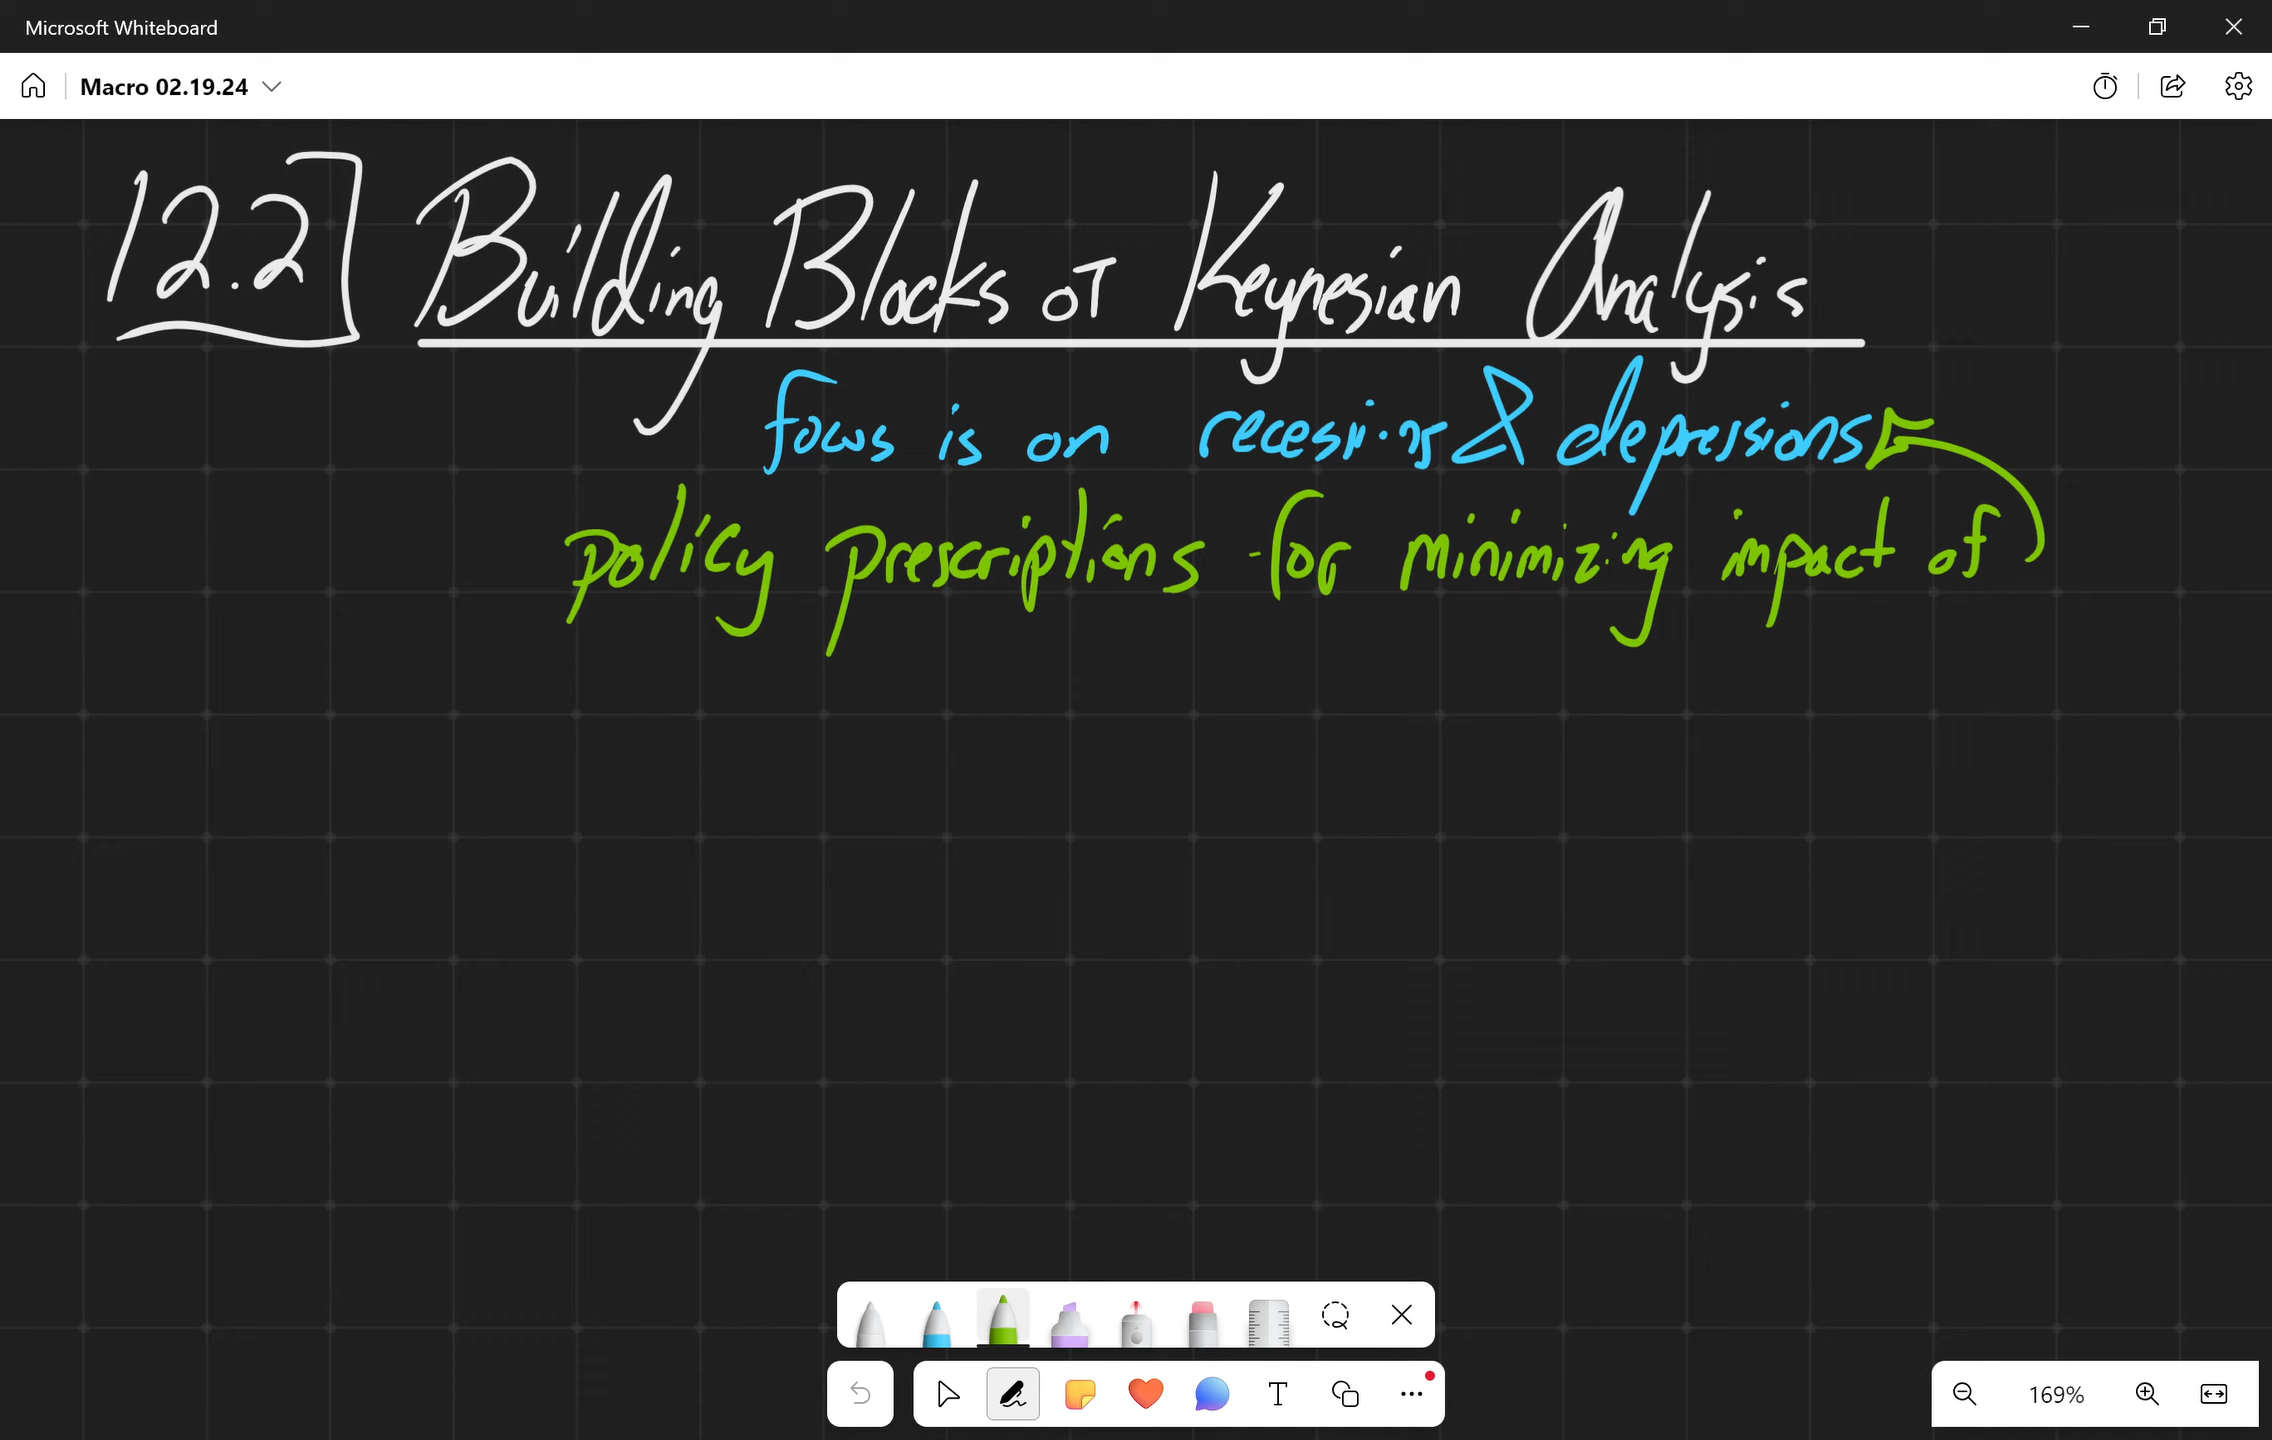 Microsoft Whiteboard
Macro 02.19.24
12.2] Building Blocks of Keynesian Analysis
focus is on recessions & depressions
policy prescriptions for minimizing impact of
T
169%